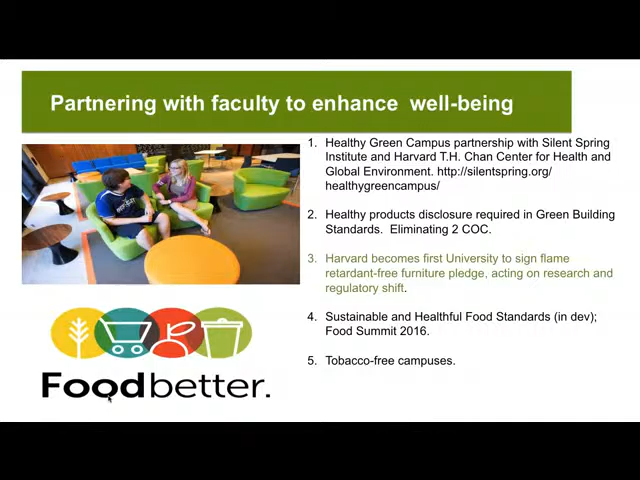 Partnering with faculty to enhance well-being
1. Healthy Green Campus partnership with Silent Spring
Institute and Harvard T.H. Chan Center for Health and
Global Environment. http://silentspring.org/
healthygreencampus/
2. Healthy products disclosure required in Green Building
Standards. Eliminating 2 COC.
3. Harvard becomes first University to sign flame
retardant-free furniture pledge, acting on research and
regulatory shift.
4. Sustainable and Healthful Food Standards (in dev);
Food Summit 2016.
5. Tobacco-free campuses.
Foodbetter.